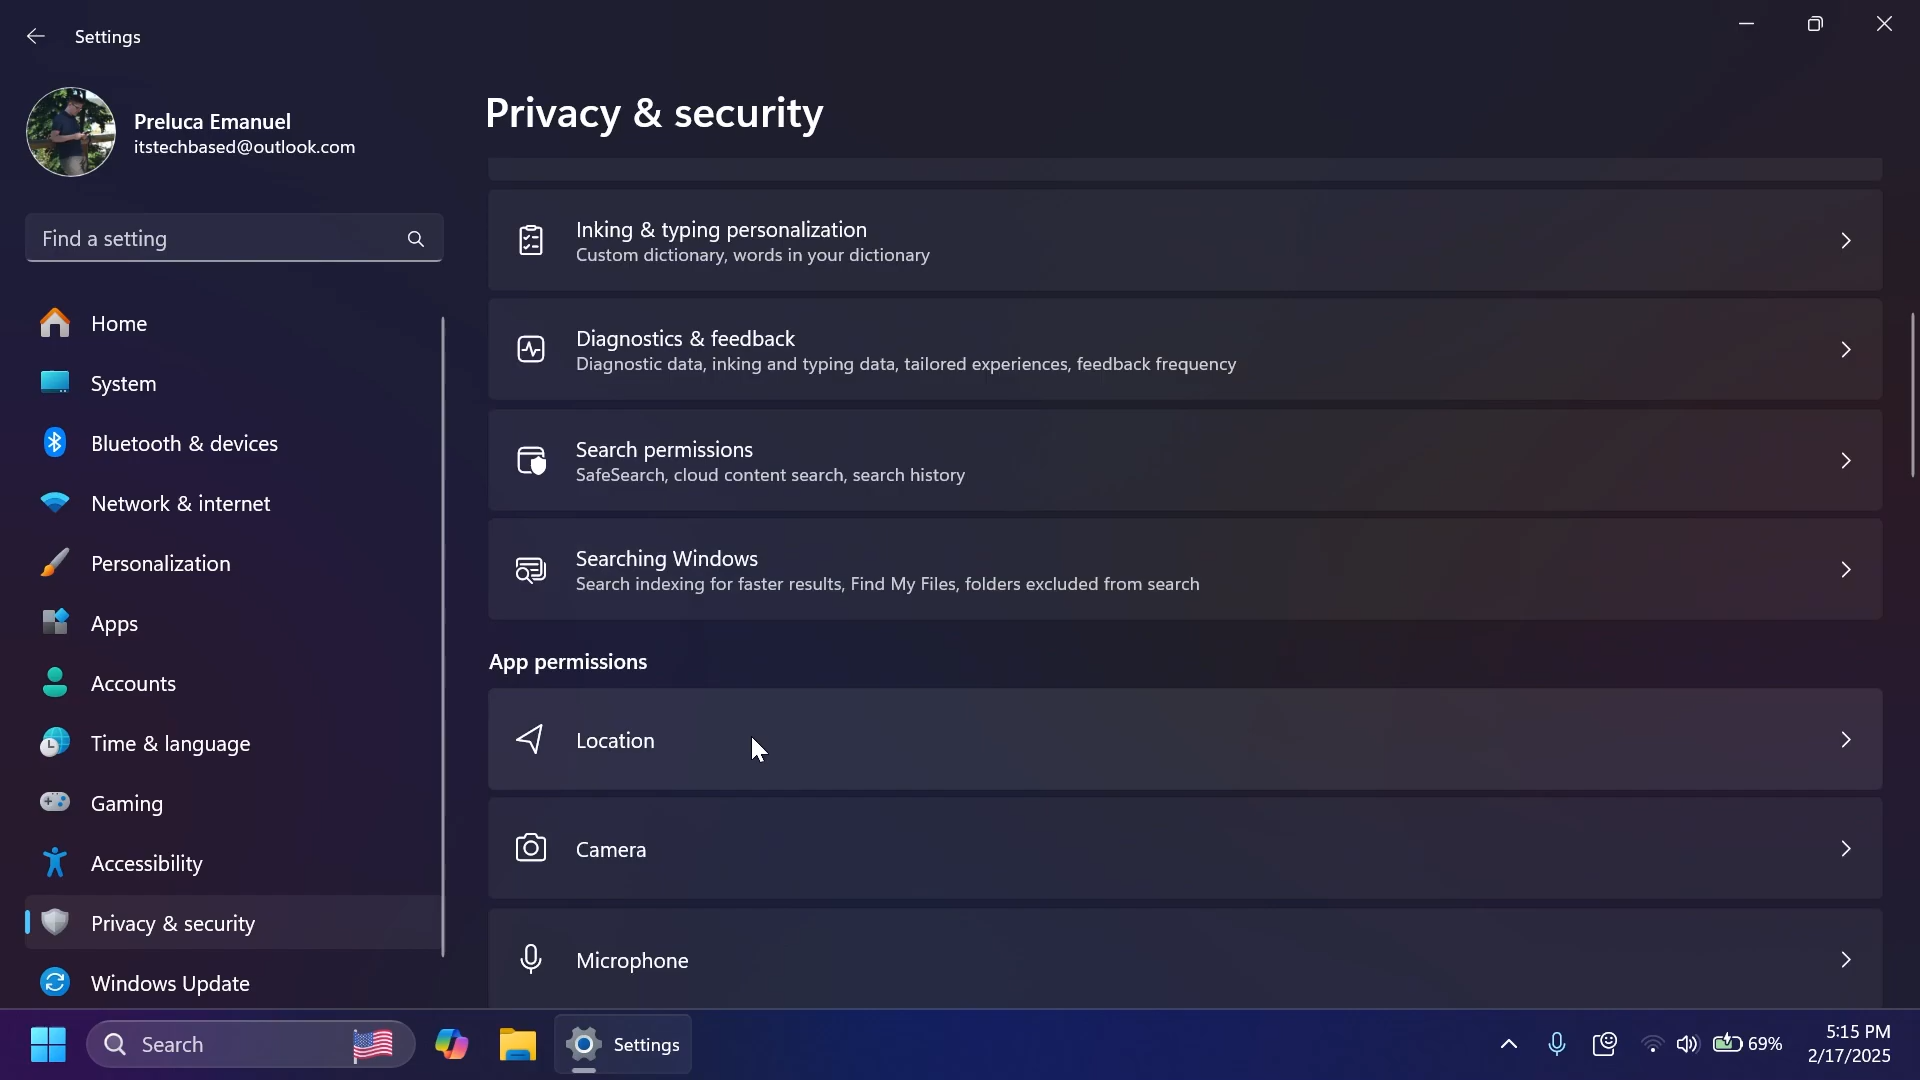 Settings
Preluca Emanuel
itstechbased@outlook.com
Find a setting
Home
System
Bluetooth & devices
Network & internet
Personalization
Apps
Accounts
Time & language
Gaming
Accessibility
Privacy & security
Windows Update
Privacy & security
Inking & typing personalization
Custom dictionary, words in your dictionary
Diagnostics & feedback
Diagnostic data, inking and typing data, tailored experiences, feedback frequency
Search permissions
SafeSearch, cloud content search, search history
Searching Windows
Search indexing for faster results, Find My Files, folders excluded from search
App permissions
Location
Camera
Microphone
Search
Settings
69%
5:15 PM
2/17/2025